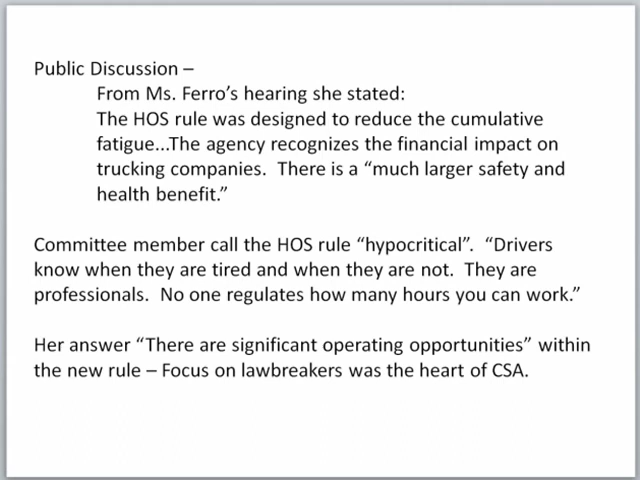 Public Discussion –
From Ms. Ferro’s hearing she stated:
The HOS rule was designed to reduce the cumulative
fatigue...The agency recognizes the financial impact on
trucking companies.  There is a “much larger safety and
health benefit.”
Committee member call the HOS rule “hypocritical”.  “Drivers
know when they are tired and when they are not.  They are
professionals.  No one regulates how many hours you can work.”
Her answer “There are significant operating opportunities” within
the new rule – Focus on lawbreakers was the heart of CSA.